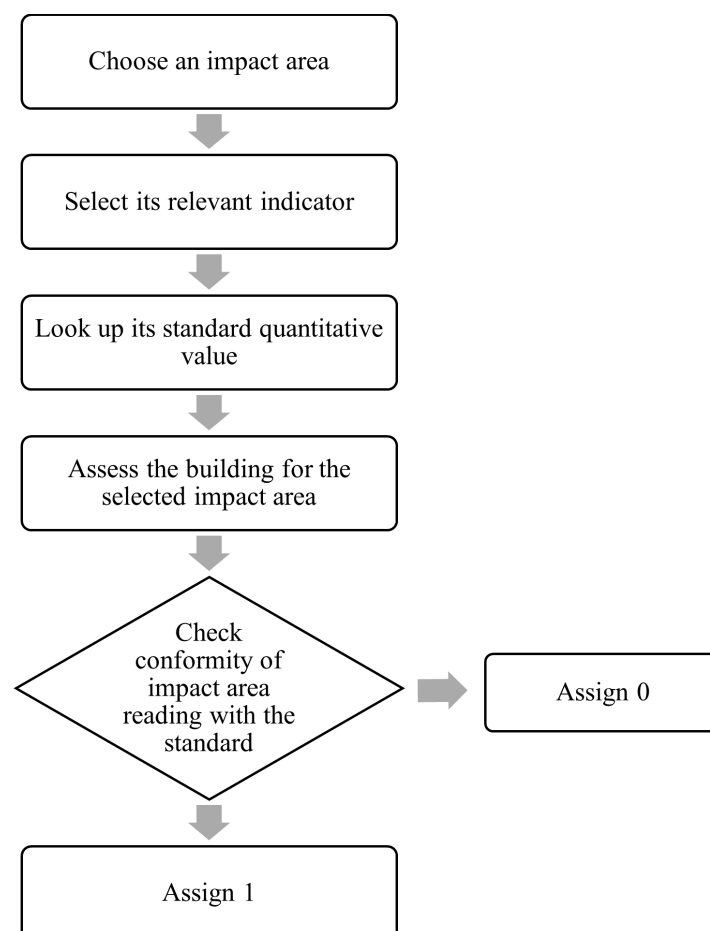 Choose an impact area
Select its relevant indicator
Look up its standard quantitative
value
Assess the building for the
selected impact area
Check
conformity of
impact area
reading with the
standard
Assign 0
Assign 1